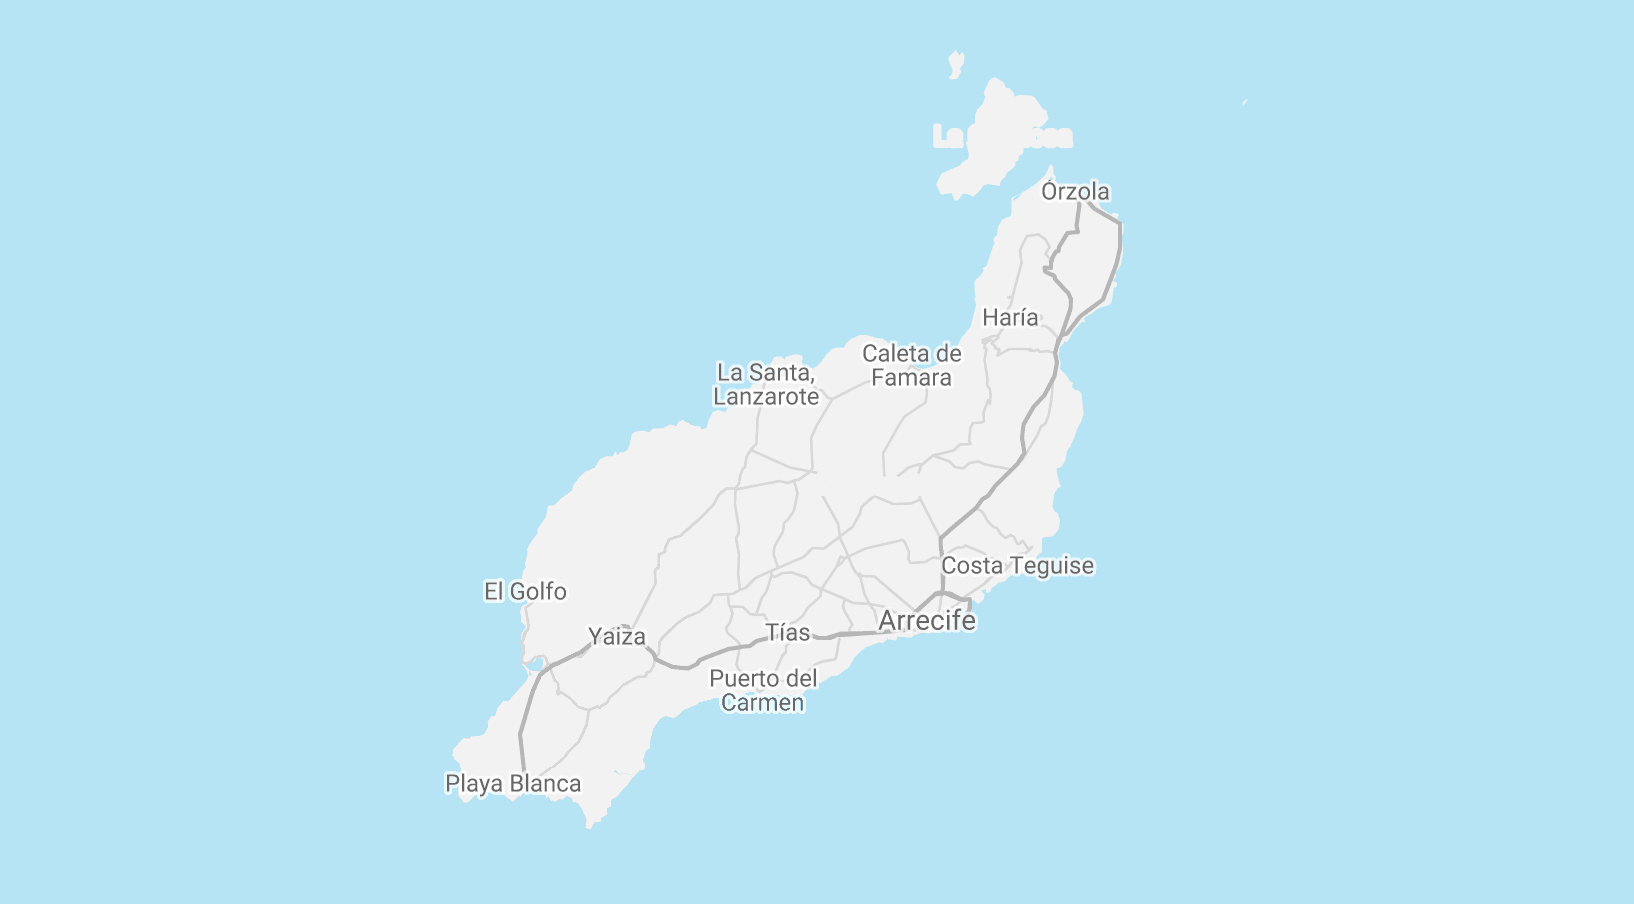 La
Órzola
Haría
Caleta de
Famara
La Santa,
Lanzarote
Costa Teguise
El Golfo
Arrecife
Tías
Yaiza
Puerto del
Carmen
Playa Blanca